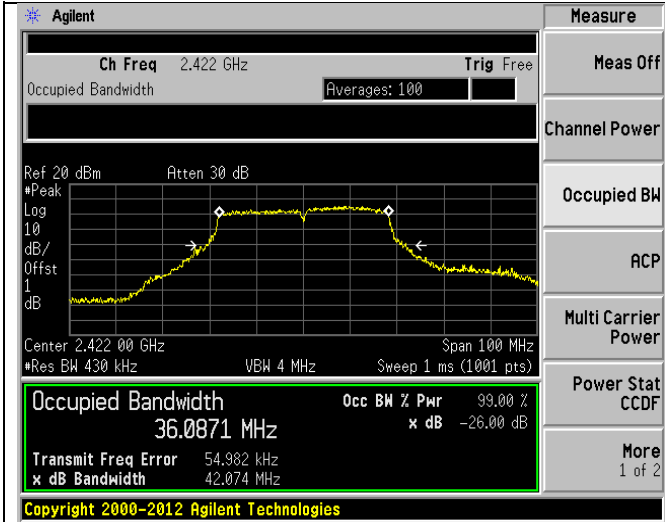 Agilent
Measure
Ch Freq 2.422 GHz Trig Free
Occupied Bandwidth Averages: 100
Meas Off
Channel Power
Occupied BW
ACP
Multi Carrier
Power
Power Stat
CCDF
More
1 of 2
Ref 20 dBm Atten 30 dB
#Peak
Log
10
dB/
Offst
1
dB
Center 2.422 00 GHz Span 100 MHz
#Res BW 430 kHz VBW 4 MHz Sweep 1 ms (1001 pts)
Occupied Bandwidth Occ BW % Pwr 99.00 %
36.0871 MHz x dB -26.00 dB
Transmit Freq Error 54.982 kHz
x dB Bandwidth 42.074 MHz
Copyright 2000-2012 Agilent Technologies